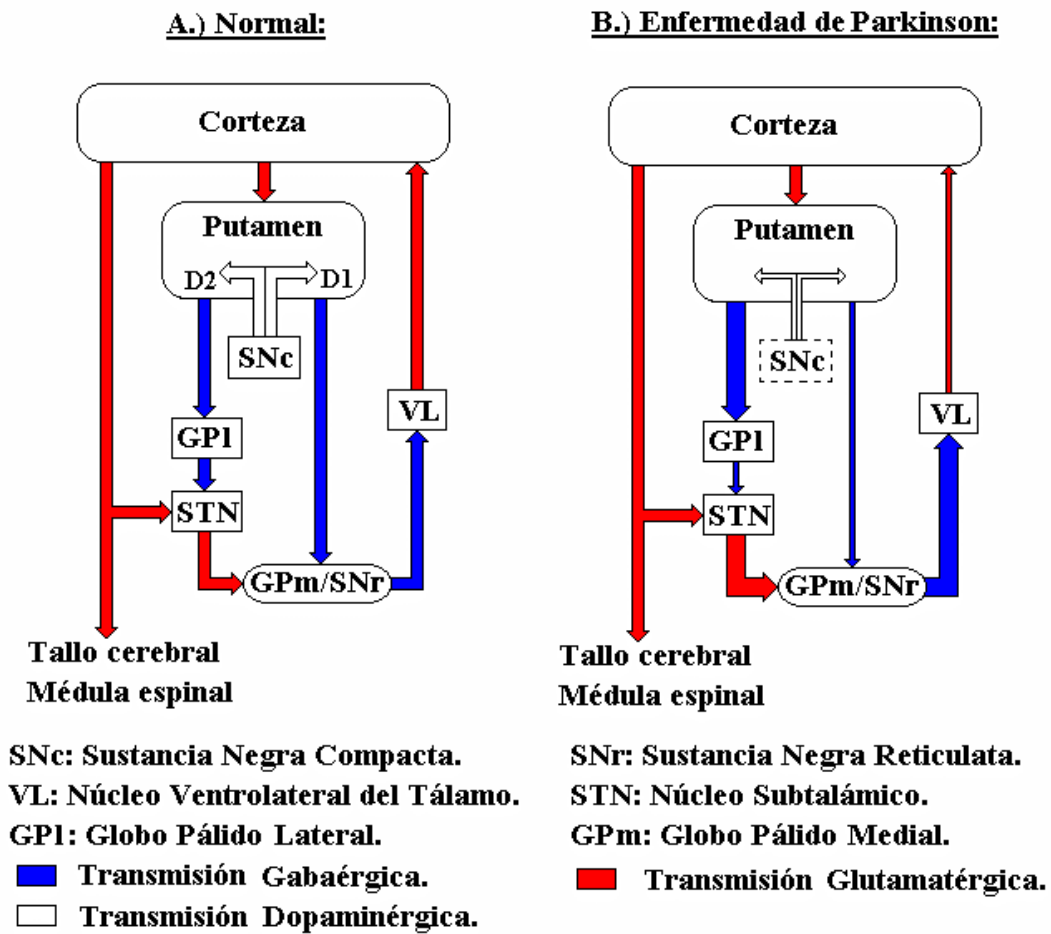 A.) Normal:
B.) Enfermedad de Parkinson:
Corteza
Putamen
D2
D1
SNc
VL
GPl
STN
GPm/SNr
Tallo cerebral
Médula espinal
Corteza
Putamen
SNc
VL
GPl
STN
GPm/SNr
Tallo cerebral
Médula espinal
SNc: Sustancia Negra Compacta.
SNr: Sustancia Negra Reticulata.
VL: Núcleo Ventrolateral del Tálamo.
STN: Núcleo Subtalámico.
GPl: Globo Pálido Lateral.
GPm: Globo Pálido Medial.
Transmisión Gabaérgica.
Transmisión Glutamatérgica.
Transmisión Dopaminérgica.